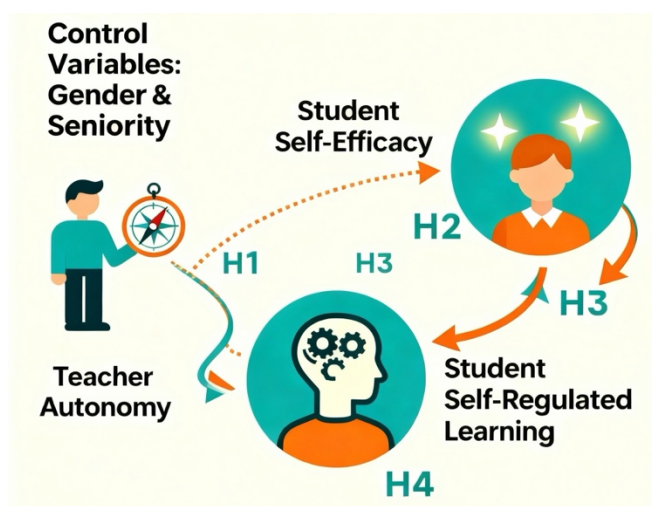 Control
Variables:
Gender &
Seniority
Student
Self-Efficacy
H2
H1
H3
H3
Teacher
Autonomy
Student
Self-Regulated
Learning
H4